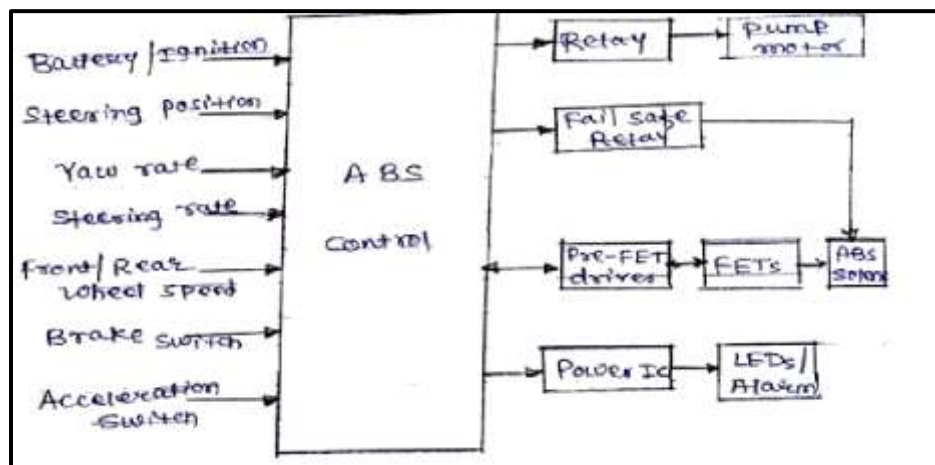 Battery/Ignition
Steering position
Yaw rate
Steering rate
Front/Rear
wheel speed
Brake switch
Acceleration
switch
ABS
Control
Relay
pump
motor
Fail safe
Relay
Pre-FET
driver
FETs
ABS
Power Ic
LEDs/
Alarm